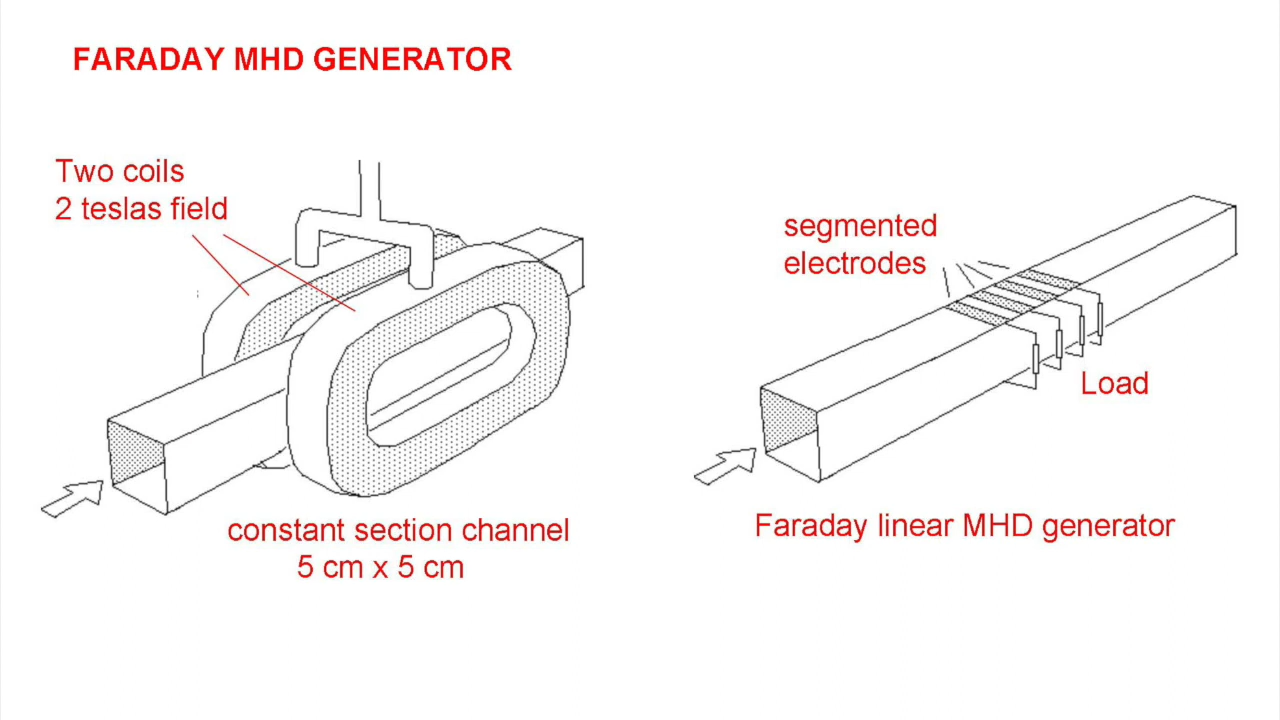 FARADAY MHD GENERATOR
Two coils
2 teslas field
constant section channel
5 cm x 5 cm
segmented
electrodes
Load
Faraday linear MHD generator